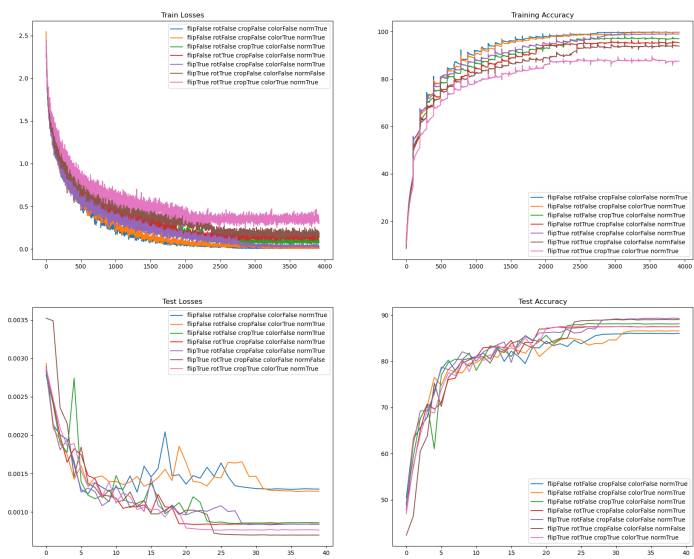 Train Losses
flipFalse rotFalse cropFalse colorFalse normTrue
flipFalse rotFalse cropFalse colorTrue normTrue
flipFalse rotFalse cropTrue colorFalse normTrue
flipFalse rotTrue cropFalse colorFalse normTrue
flipTrue rotFalse cropFalse colorFalse normTrue
flipTrue rotTrue cropTrue colorFalse normFalse
flipTrue rotTrue cropTrue colorTrue normTrue
2.5
2.0
1.5
1.0
0.5
0.0
0 500 1000 1500 2000 2500 3000 3500 4000
Training Accuracy
100
80
60
40
20
flipFalse rotFalse cropFalse colorFalse normTrue
flipFalse rotFalse cropFalse colorTrue normTrue
flipFalse rotFalse cropTrue colorFalse normTrue
flipFalse rotTrue cropFalse colorFalse normTrue
flipTrue rotFalse cropFalse colorFalse normTrue
flipTrue rotTrue cropTrue colorFalse normFalse
flipTrue rotTrue cropTrue colorTrue normTrue
0 500 1000 1500 2000 2500 3000 3500 4000
Test Losses
flipFalse rotFalse cropFalse colorFalse normTrue
flipFalse rotFalse cropFalse colorTrue normTrue
flipFalse rotFalse cropTrue colorFalse normTrue
flipFalse rotTrue cropFalse colorFalse normTrue
flipTrue rotFalse cropFalse colorFalse normTrue
flipTrue rotTrue cropTrue colorFalse normFalse
flipTrue rotTrue cropTrue colorTrue normTrue
0.0035
0.0030
0.0025
0.0020
0.0015
0.0010
0 5 10 15 20 25 30 35 40
Test Accuracy
90
80
70
60
50
flipFalse rotFalse cropFalse colorFalse normTrue
flipFalse rotFalse cropFalse colorTrue normTrue
flipFalse rotFalse cropTrue colorFalse normTrue
flipFalse rotTrue cropFalse colorFalse normTrue
flipTrue rotFalse cropFalse colorFalse normTrue
flipTrue rotTrue cropTrue colorFalse normFalse
flipTrue rotTrue cropTrue colorTrue normTrue
0 5 10 15 20 25 30 35